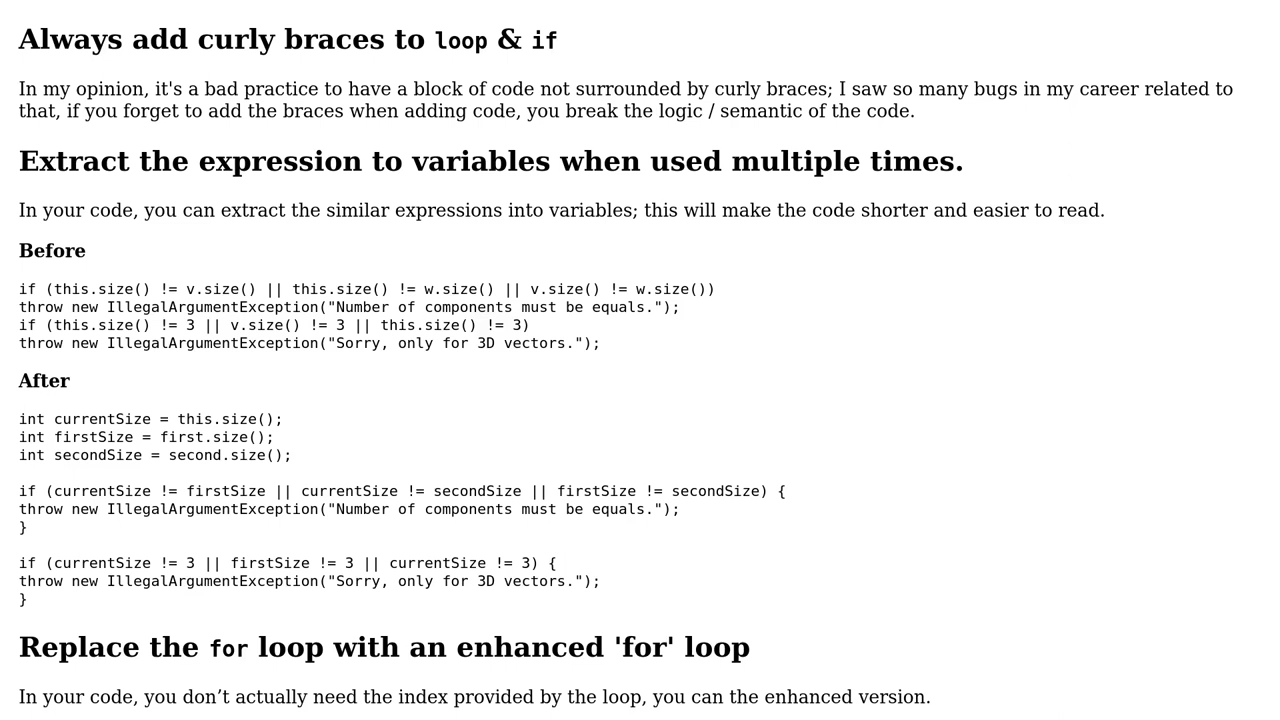 Always add curly braces to loop & if
In my opinion, it's a bad practice to have a block of code not surrounded by curly braces; I saw so many bugs in my career related to
that, if you forget to add the braces when adding code, you break the logic / semantic of the code.
Extract the expression to variables when used multiple times.
In your code, you can extract the similar expressions into variables; this will make the code shorter and easier to read.
Before
if (this.size() != v.size() || this.size() != w.size() || v.size() != w.size())
throw new IllegalArgumentException("Number of components must be equals.");
if (this.size() != 3 || v.size() != 3 || this.size() != 3)
throw new IllegalArgumentException("Sorry, only for 3D vectors.");
After
int currentSize = this.size();
int firstSize = first.size();
int secondSize = second.size();
if (currentSize != firstSize || currentSize != secondSize || firstSize != secondSize) {
throw new IllegalArgumentException("Number of components must be equals.");
}
if (currentSize != 3 || firstSize != 3 || currentSize != 3) {
throw new IllegalArgumentException("Sorry, only for 3D vectors.");
}
Replace the for loop with an enhanced 'for' loop
In your code, you don’t actually need the index provided by the loop, you can the enhanced version.